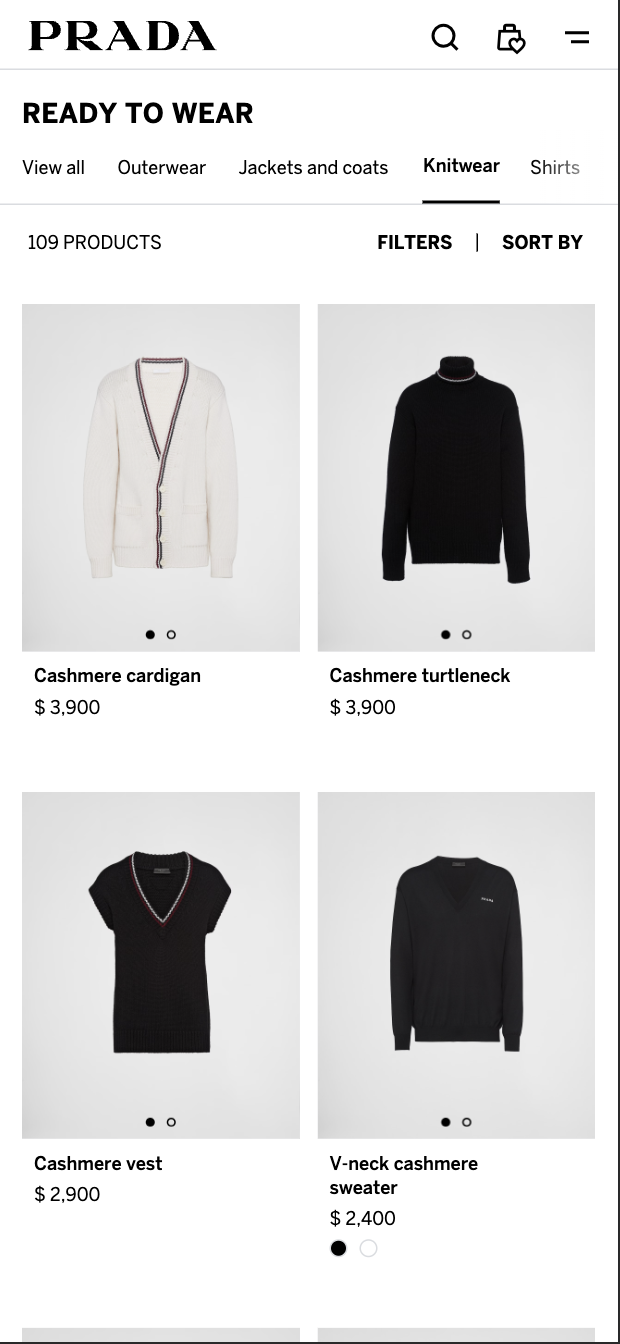 PRADA
READY TO WEAR
View all Outerwear Jackets and coats Knitwear Shirts
109 PRODUCTS FILTERS | SORT BY
Cashmere cardigan
$ 3,900
Cashmere turtleneck
$ 3,900
PRADA
Cashmere vest
$ 2,900
V-neck cashmere
sweater
$ 2,400